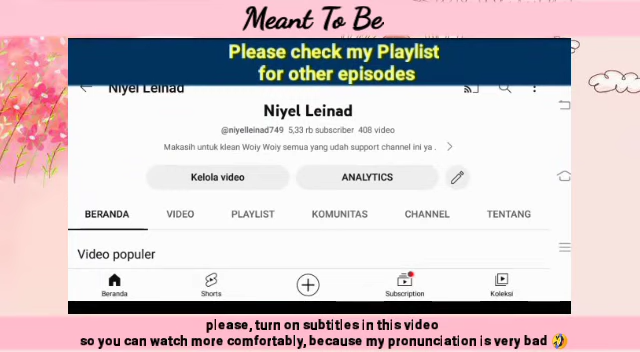 Meant To Be
Please check my Playlist
for other episodes
Niyel Leinad
Niyel Leinad
@niyelleinad749 5,33 rb subscriber 408 video
Makasih untuk klean Woiy Woiy semua yang udah support channel ini ya .
Kelola video
ANALYTICS
BERANDA VIDEO PLAYLIST KOMUNITAS CHANNEL TENTANG
Video populer
Beranda Shorts Subscription Koleksi
please, turn on subtitles in this video
so you can watch more comfortably, because my pronunciation is very bad 🤣